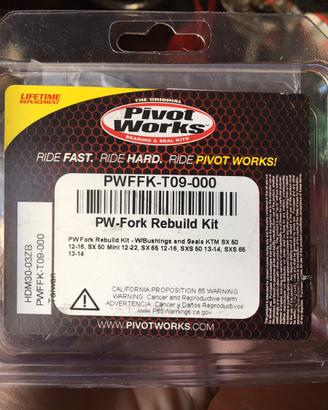 LIFETIME
REPLACEMENT
THE ORIGINAL
Pivot
Works
BEARING & SEAL KITS
RIDE FAST. RIDE HARD. RIDE PIVOT WORKS!
PWFFK-T09-000
PW-Fork Rebuild Kit
PW Fork Rebuild Kit - W/Bushings and Seals KTM SX 50
12-16, SX 50 Mini 12-22, SX 65 12-16, SXS 50 13-14, SXS 65
13-14
CALIFORNIA PROPOSITION 65 WARNING
WARNING: Cancer and Reproductive Harm
ADVERTENCIA: Cáncer y Daños Reproductivos
www.P65Warnings.ca.gov
HDM30-03ZB
PWFFK-T09-000
Taiwan
WWW.PIVOTWORKS.COM